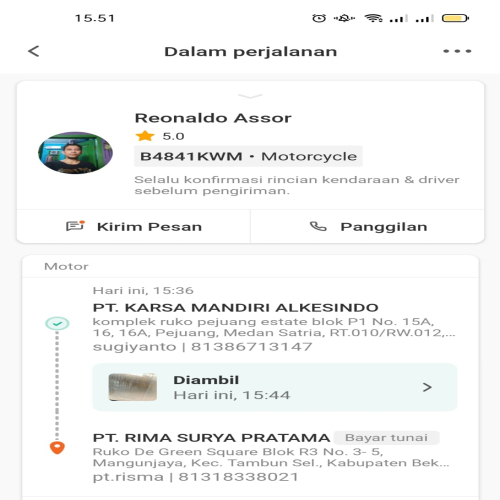 15.51
Dalam perjalanan
Reonaldo Assor
5.0
B4841KWM • Motorcycle
Selalu konfirmasi rincian kendaraan & driver
sebelum pengiriman.
Kirim Pesan
Panggilan
Motor
Hari ini, 15:36
PT. KARSA MANDIRI ALKESINDO
komplek ruko pejuang estate blok P1 No. 15A,
16, 16A, Pejuang, Medan Satria, RT.010/RW.012,...
sugiyanto | 81386713147
Diambil
Hari ini, 15:44
PT. RIMA SURYA PRATAMA Bayar tunai
Ruko De Green Square Blok R3 No. 3- 5,
Mangunjaya, Kec. Tambun Sel., Kabupaten Bek...
pt.risma | 81318338021